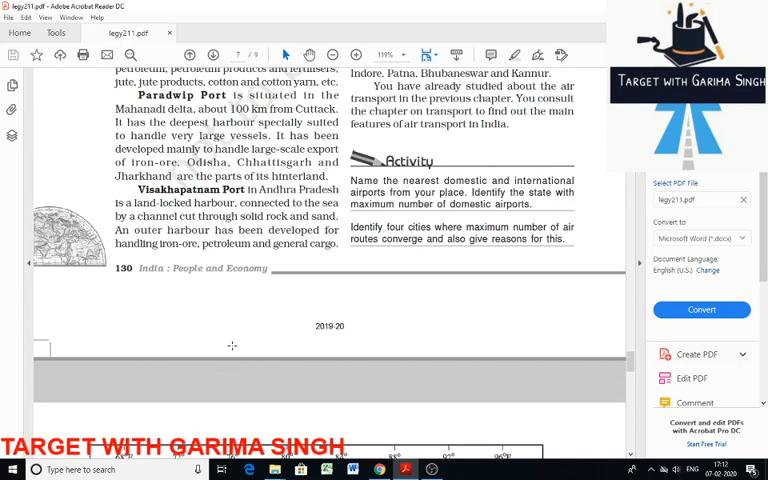 legy211.pdf - Adobe Acrobat Reader DC
File Edit View Window Help
Home Tools legy211.pdf ×
7 / 9 119%
petroleum, petroleum products and fertilisers,
jute, jute products, cotton and cotton yarn, etc.
Paradwip Port is situated in the
Mahanadi delta, about 100 km from Cuttack.
It has the deepest harbour specially suited
to handle very large vessels. It has been
developed mainly to handle large-scale export
of iron-ore. Odisha, Chhattisgarh and
Jharkhand are the parts of its hinterland.
Visakhapatnam Port in Andhra Pradesh
is a land-locked harbour, connected to the sea
by a channel cut through solid rock and sand.
An outer harbour has been developed for
handling iron-ore, petroleum and general cargo.
130 India : People and Economy
Indore, Patna, Bhubaneswar and Kannur.
You have already studied about the air
transport in the previous chapter. You consult
the chapter on transport to find out the main
features of air transport in India.
Activity
Name the nearest domestic and international
airports from your place. Identify the state with
maximum number of domestic airports.
Identify four cities where maximum number of air
routes converge and also give reasons for this.
2019-20
TARGET WITH GARIMA SINGH
Select PDF File
legy211.pdf
Convert to
Microsoft Word (*.docx)
Document Language:
English (U.S.) Change
Convert
Create PDF
Edit PDF
Comment
Convert and edit PDFs
with Acrobat Pro DC
Start Free Trial
TARGET WITH GARIMA SINGH
Type here to search
17:12
07-02-2020